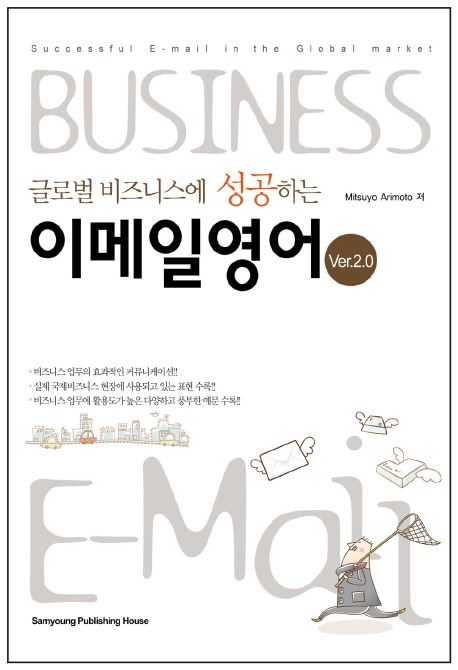 Successful E-mail in the Global market
BUSINESS
글로벌 비즈니스에 성공하는
Mitsuyo Arimoto 저
이메일영어
Ver.2.0
• 비즈니스 업무의 효과적인 커뮤니케이션!!
• 실제 국제비즈니스 현장에 사용되고 있는 표현 수록!!
• 비즈니스 업무에 활용도가 높은 다양하고 풍부한 예문 수록!!
E-Mail
Samyoung Publishing House